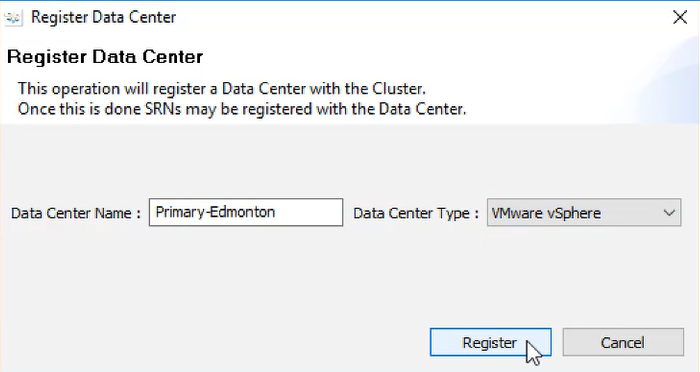 Register Data Center
Register Data Center
This operation will register a Data Center with the Cluster.
Once this is done SRNs may be registered with the Data Center.
Data Center Name : Primary-Edmonton Data Center Type : VMware vSphere
Register Cancel